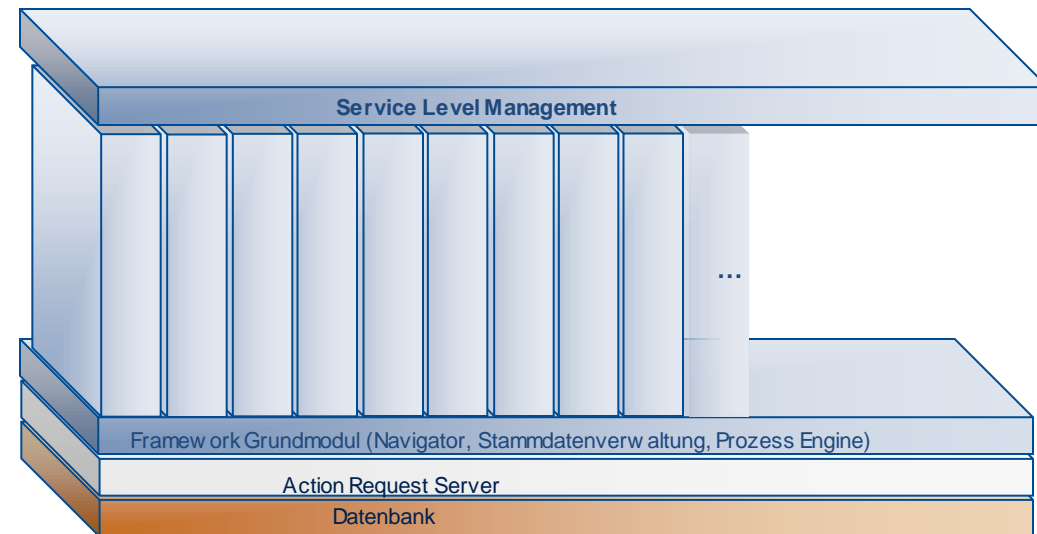 Service Level Management
...
Framework Grundmodul (Navigator, Stammdatenverwaltung, Prozess Engine)
Action Request Server
Datenbank